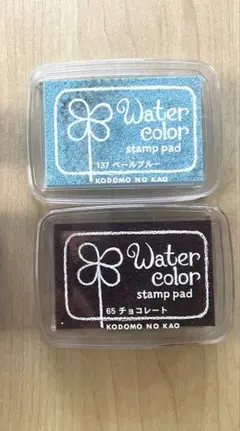 Water
color
stamp pad
137 ペールブルー
KODOMO NO KAO
Water
color
stamp pad
65 チョコレート
KODOMO NO KAO